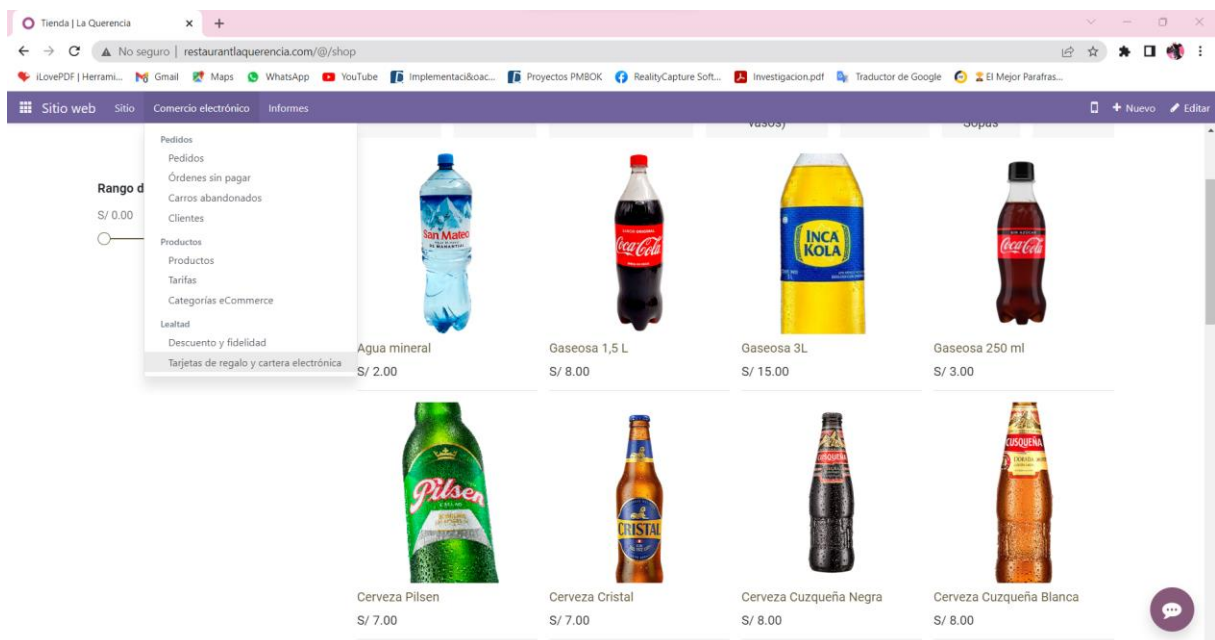 Tienda | La Querencia
No seguro | restaurantlaquerencia.com/@/shop
iLovePDF | Herrami... Gmail Maps WhatsApp YouTube Implementaci&oac... Proyectos PMBOK RealityCapture Soft... Investigacion.pdf Traductor de Google El Mejor Parafras...
Sitio web Sitio Comercio electrónico Informes + Nuevo Editar
vasos) Sopas
Pedidos
Pedidos
Órdenes sin pagar
Carros abandonados
Clientes
Productos
Productos
Tarifas
Categorías eCommerce
Lealtad
Descuento y fidelidad
Tarjetas de regalo y cartera electrónica
Rango d
S/ 0.00
San Mateo
Coca-Cola
INCA KOLA
Coca-Cola
Agua mineral Gaseosa 1,5 L Gaseosa 3L Gaseosa 250 ml
S/ 2.00 S/ 8.00 S/ 15.00 S/ 3.00
Pilsen
CRISTAL
CUSQUEÑA
CUSQUEÑA
DORADA
Cerveza Pilsen Cerveza Cristal Cerveza Cuzqueña Negra Cerveza Cuzqueña Blanca
S/ 7.00 S/ 7.00 S/ 8.00 S/ 8.00